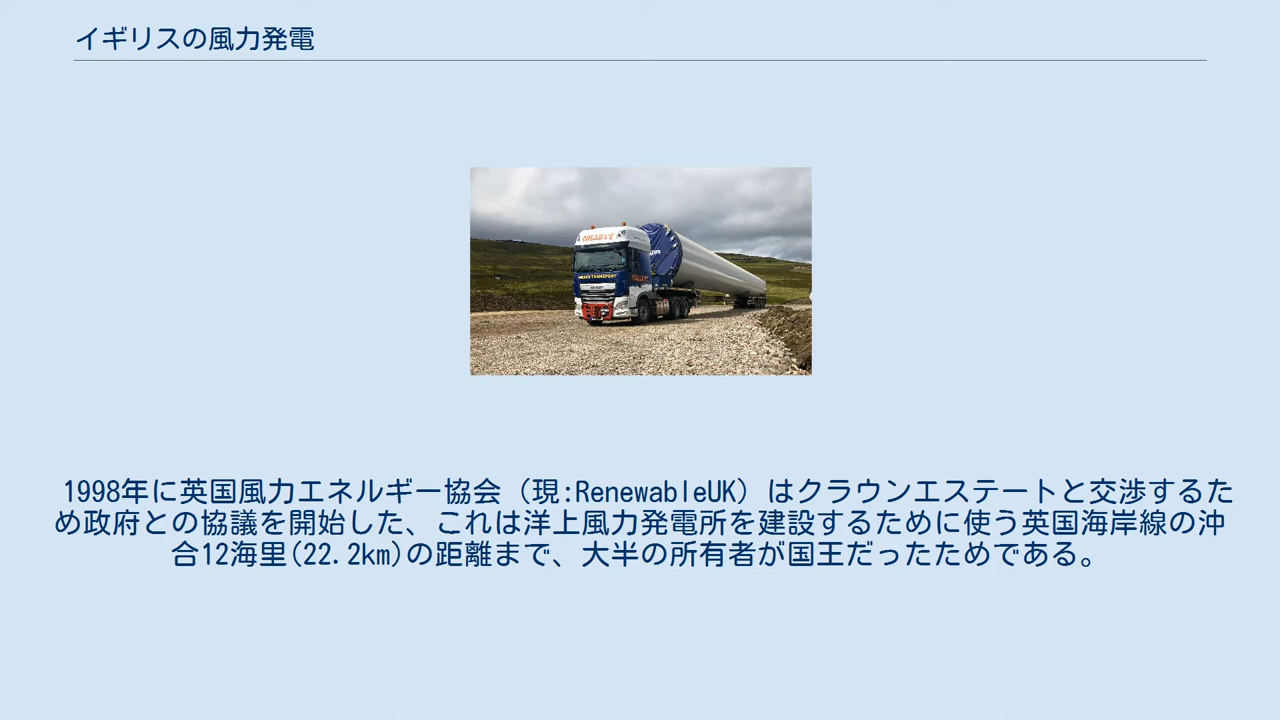 イギリスの風力発電
COLLETT
HEAVY TRANSPORT
1998年に英国風力エネルギー協会（現:RenewableUK）はクラウンエステートと交渉するた
め政府との協議を開始した、これは洋上風力発電所を建設するために使う英国海岸線の沖
合12海里(22.2km)の距離まで、大半の所有者が国王だったためである。